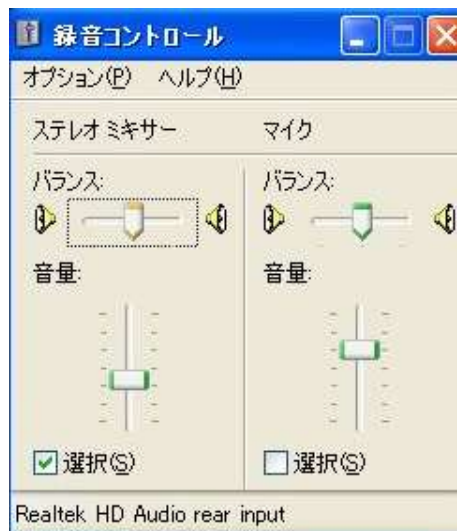 録音コントロール
オプション(P) ヘルプ(H)
ステレオ ミキサー マイク
バランス: バランス:
音量: 音量:
選択(S) 選択(S)
Realtek HD Audio rear input